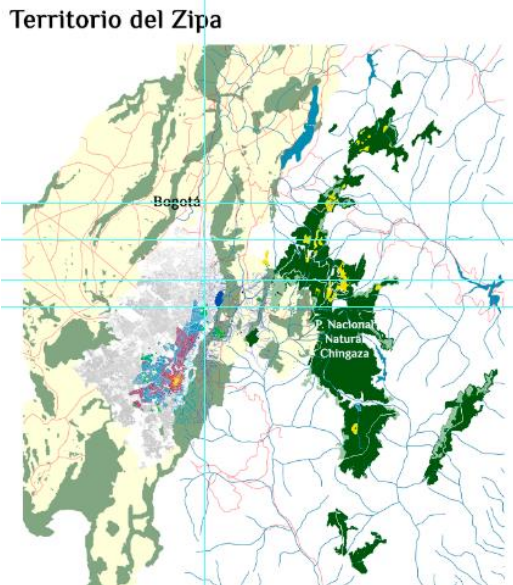 Territorio del Zipa
Bogotá
P. Nacional
Natural
Chingaza